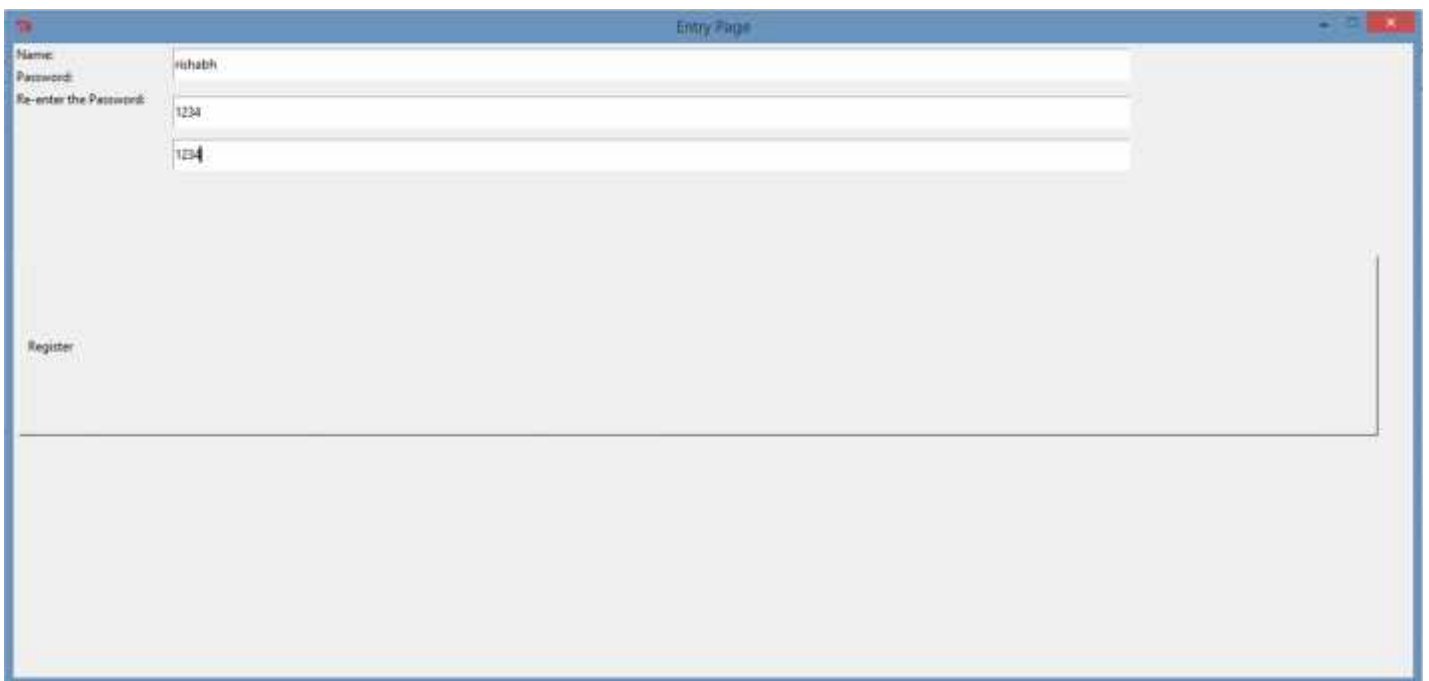 Entry Page
Name:
rishabh
Password:
Re-enter the Password:
1234
1234
Register